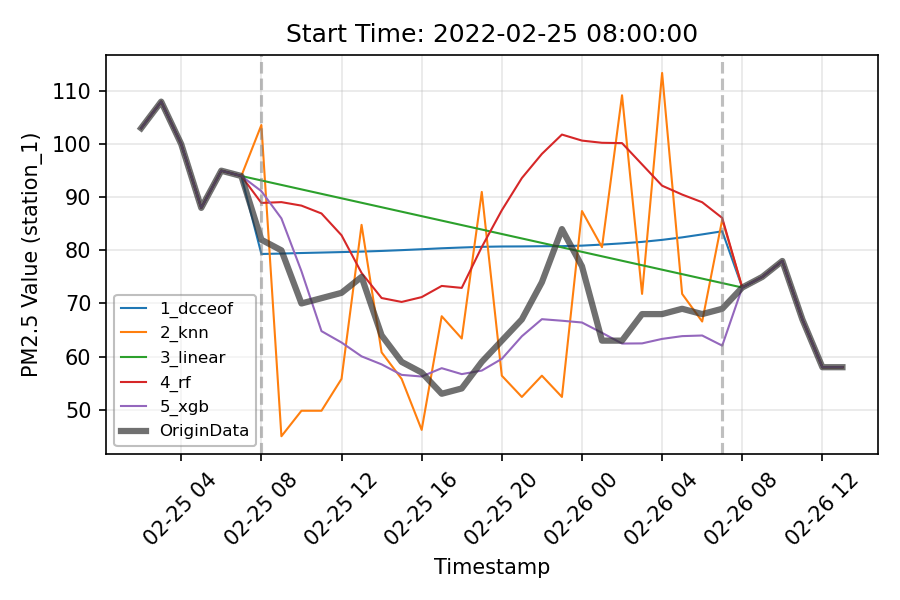 Start Time: 2022-02-25 08:00:00
PM2.5 Value (station_1)
110
100
90
80
70
60
50
1_dcceof
2_knn
3_linear
4_rf
5_xgb
OriginData
02-25 04
02-25 08
02-25 12
02-25 16
02-25 20
02-26 00
02-26 04
02-26 08
02-26 12
Timestamp